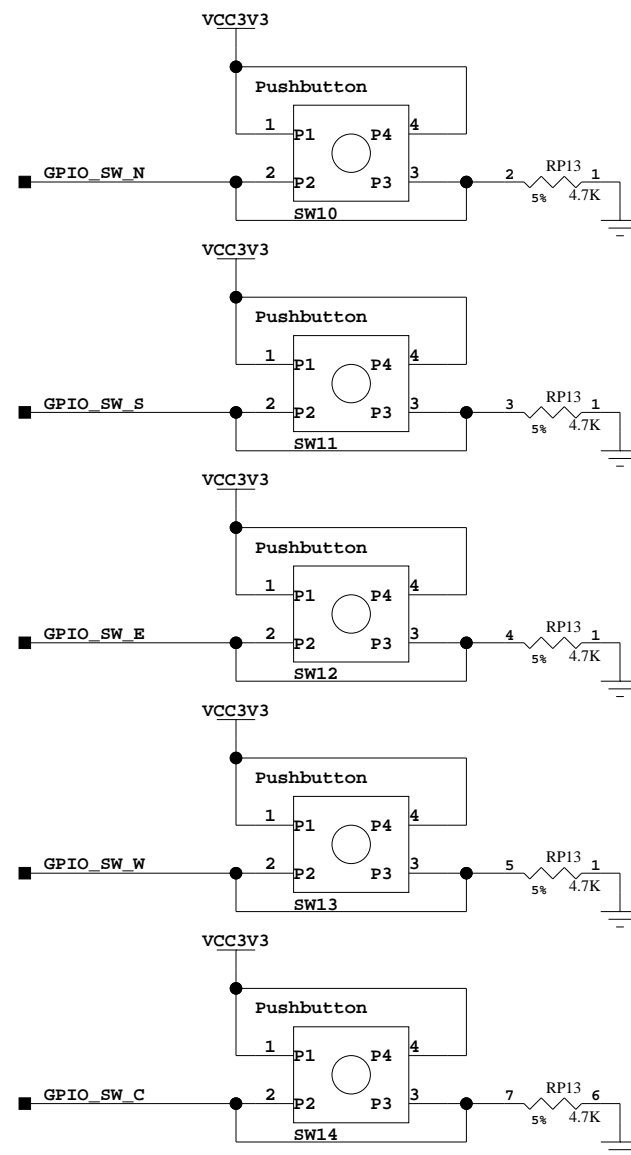 VCC3V3
Pushbutton
1 P1 P4 4
GPIO_SW_N 2 P2 P3 3 2 RP13 1
5% 4.7K
SW10
VCC3V3
Pushbutton
1 P1 P4 4
GPIO_SW_S 2 P2 P3 3 3 RP13 1
5% 4.7K
SW11
VCC3V3
Pushbutton
1 P1 P4 4
GPIO_SW_E 2 P2 P3 3 4 RP13 1
5% 4.7K
SW12
VCC3V3
Pushbutton
1 P1 P4 4
GPIO_SW_W 2 P2 P3 3 5 RP13 1
5% 4.7K
SW13
VCC3V3
Pushbutton
1 P1 P4 4
GPIO_SW_C 2 P2 P3 3 7 RP13 6
5% 4.7K
SW14